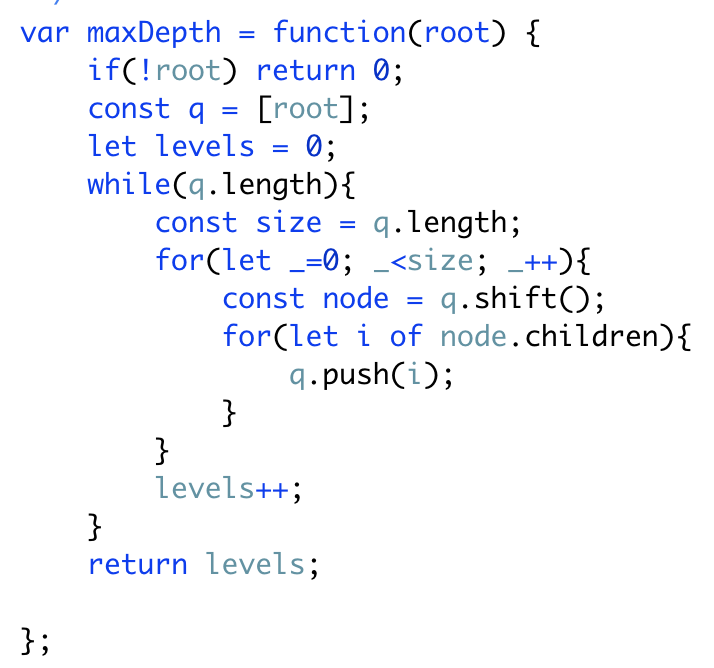 var maxDepth = function(root) {
    if(!root) return 0;
    const q = [root];
    let levels = 0;
    while(q.length){
        const size = q.length;
        for(let _=0; _<size; _++){
            const node = q.shift();
            for(let i of node.children){
                q.push(i);
            }
        }
        levels++;
    }
    return levels;

};